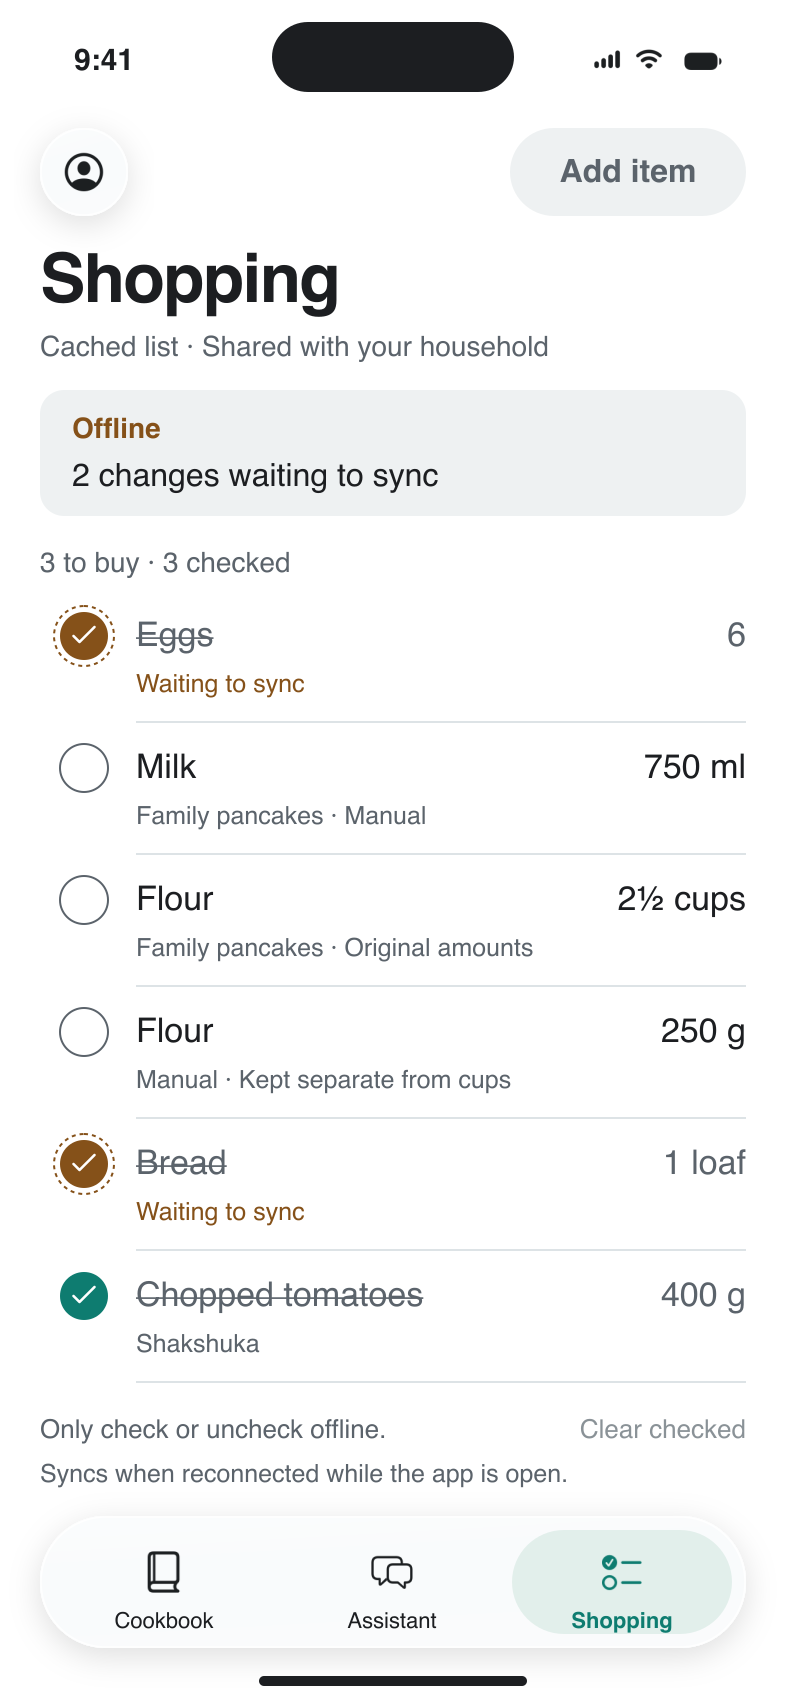 9:41
Add item
Shopping
Cached list · Shared with your household
Offline
2 changes waiting to sync
3 to buy · 3 checked
Eggs 6
Waiting to sync
Milk 750 ml
Family pancakes · Manual
Flour 2½ cups
Family pancakes · Original amounts
Flour 250 g
Manual · Kept separate from cups
Bread 1 loaf
Waiting to sync
Chopped tomatoes 400 g
Shakshuka
Only check or uncheck offline. Clear checked
Syncs when reconnected while the app is open.
Cookbook Assistant Shopping